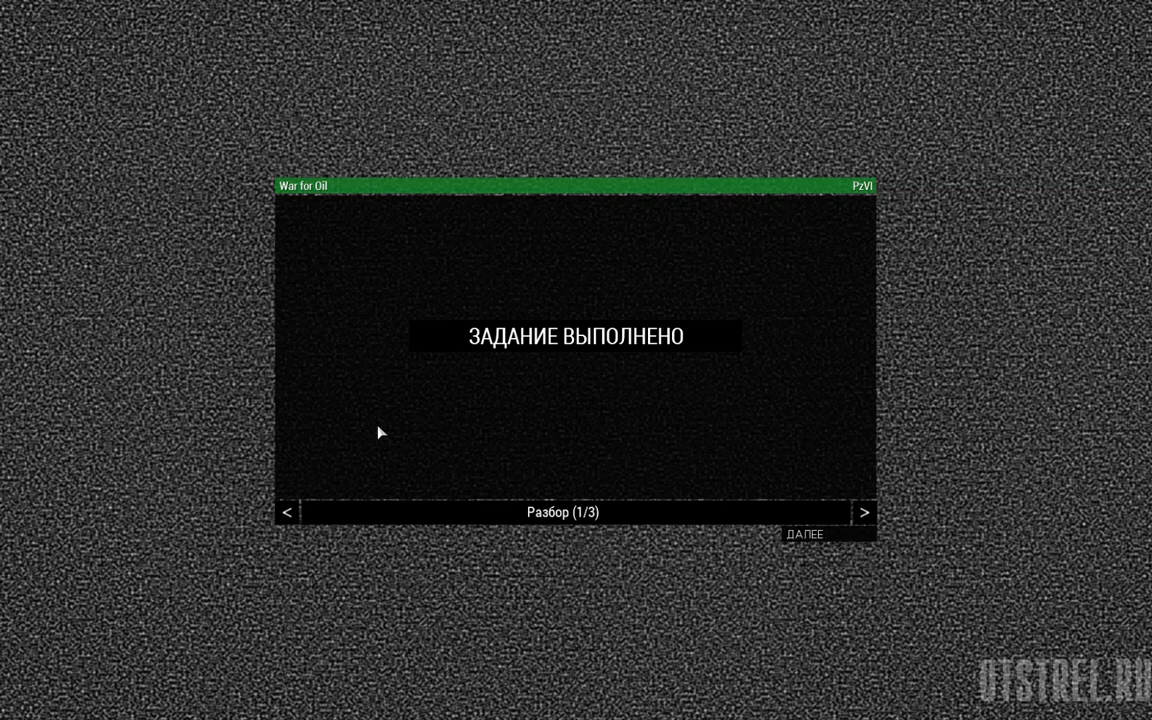 War for Oil
PzVI
ЗАДАНИЕ ВЫПОЛНЕНО
< Разбор (1/3) >
ДАЛЕЕ
OTSTREL.RU